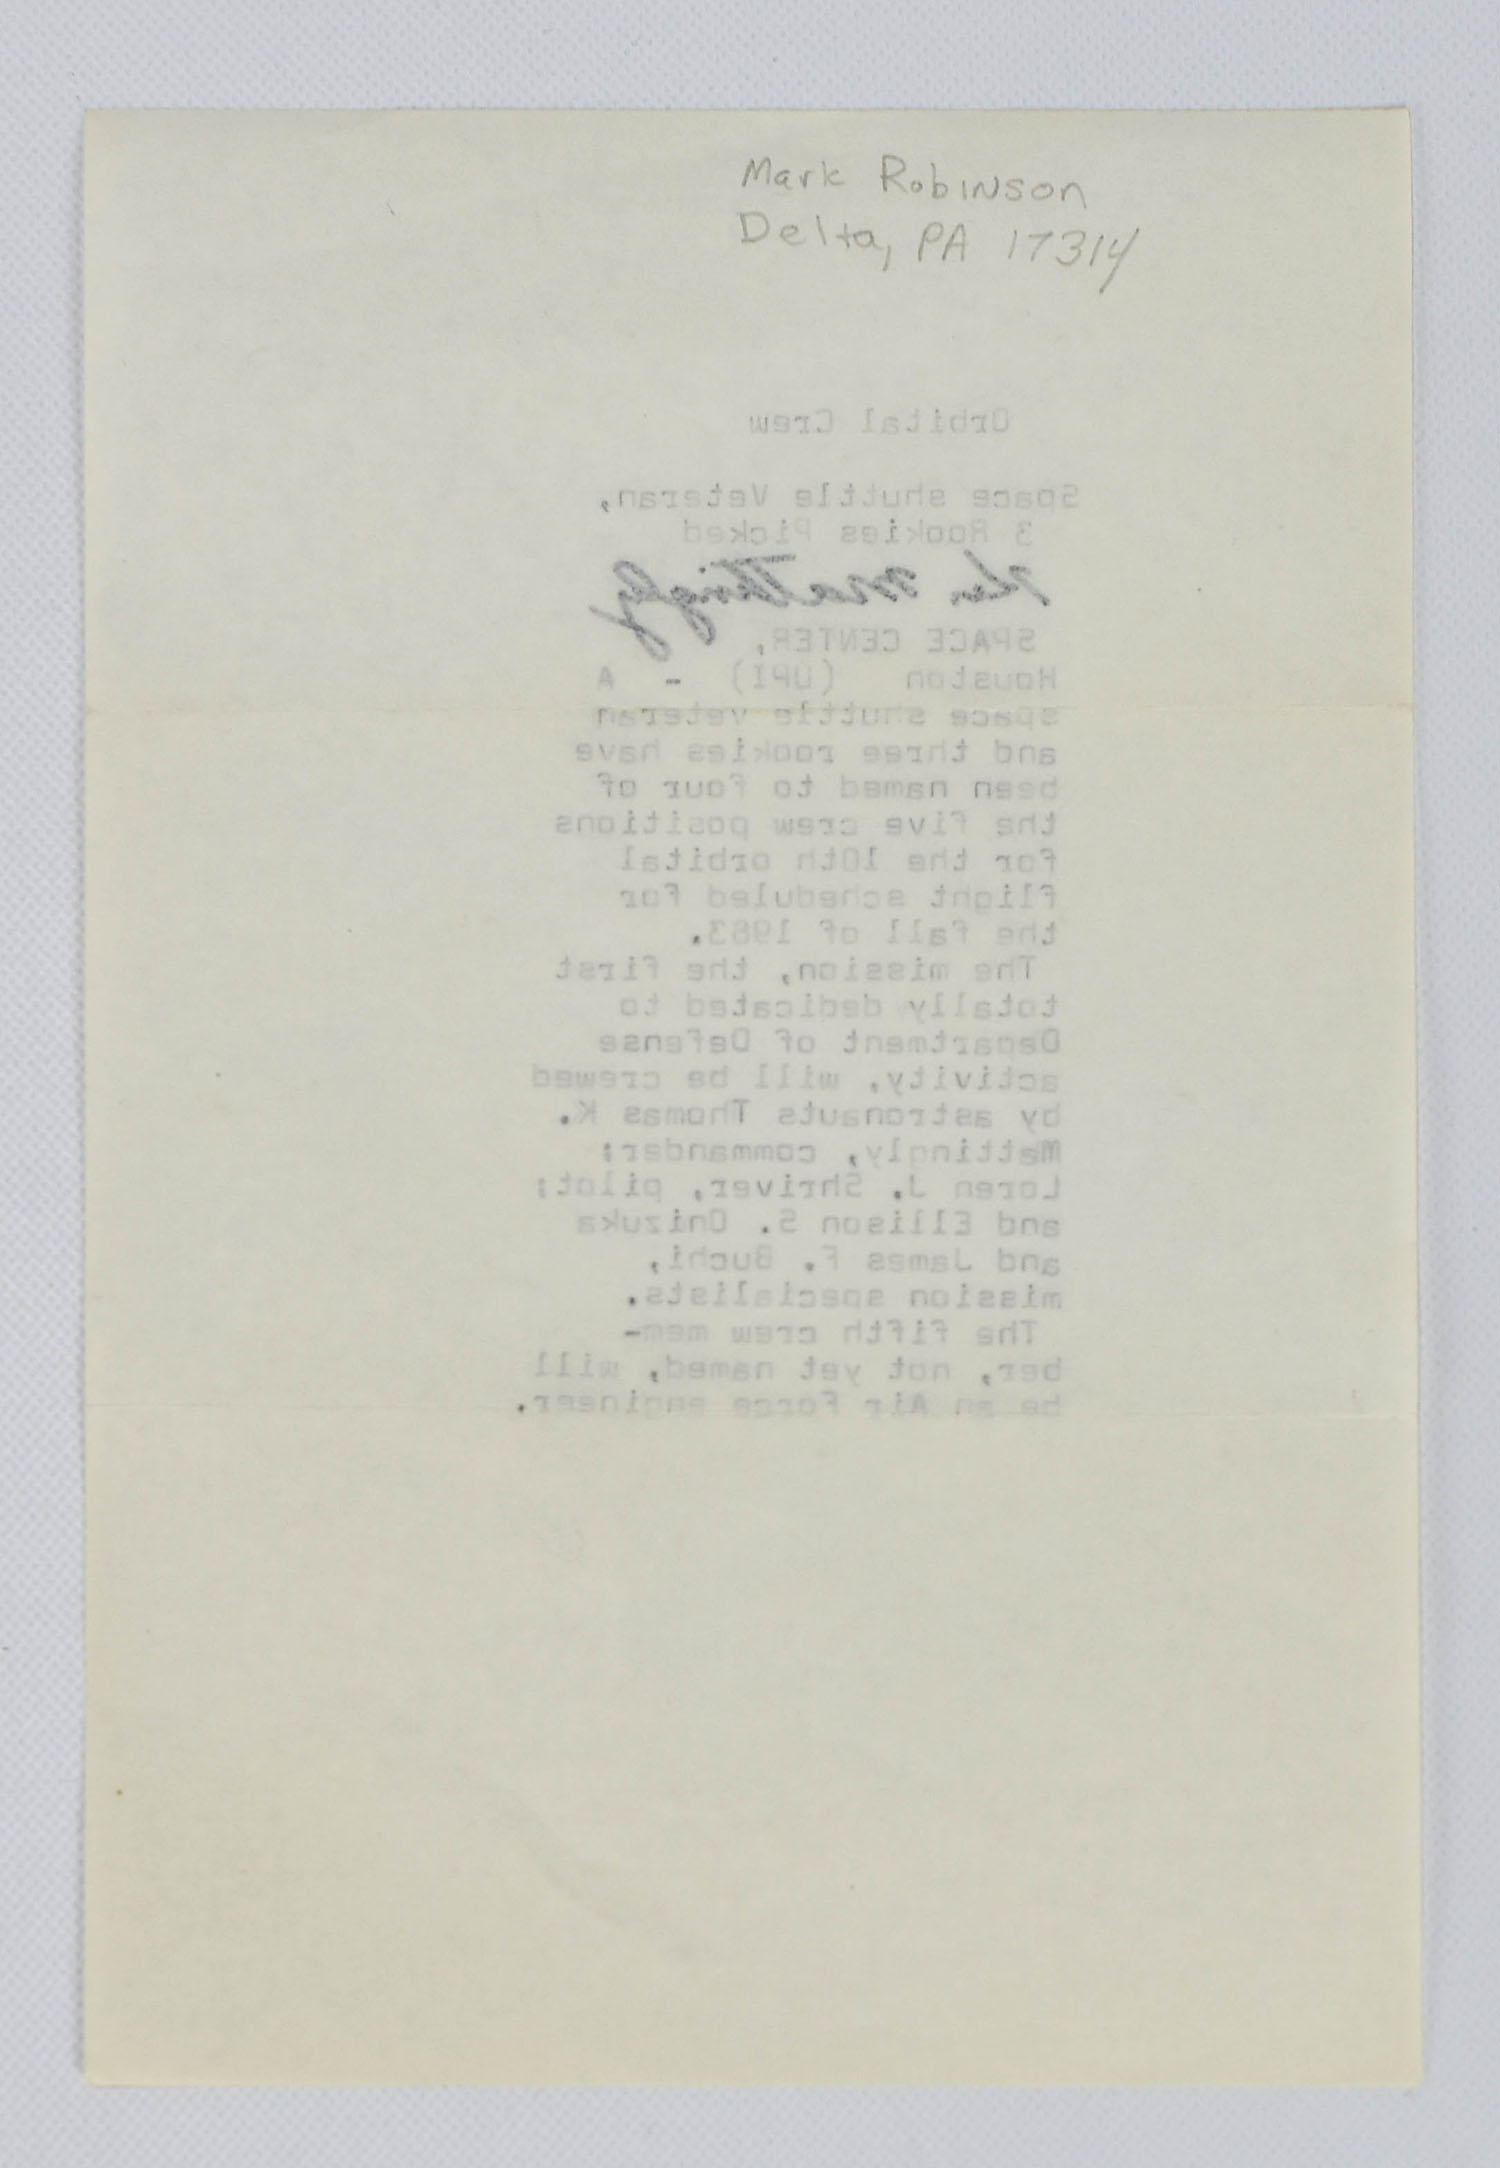 Mark Robinson
Delta, PA 17314
Orbital Crew
Space shuttle Veteran,
3 Rookies Picked
Ken Mattingly
SPACE CENTER,
Houston (UPI) - A
space shuttle veteran
and three rookies have
been named to four of
the five crew positions
for the 10th orbital
flight scheduled for
the fall of 1983.
The mission, the first
totally dedicated to
Department of Defense
activity, will be crewed
by astronauts Thomas K.
Mattingly, commander;
Loren J. Shriver, pilot;
and Ellison S. Onizuka
and James F. Buchi,
mission specialists.
The fifth crew mem-
ber, not yet named, will
be an Air Force engineer.